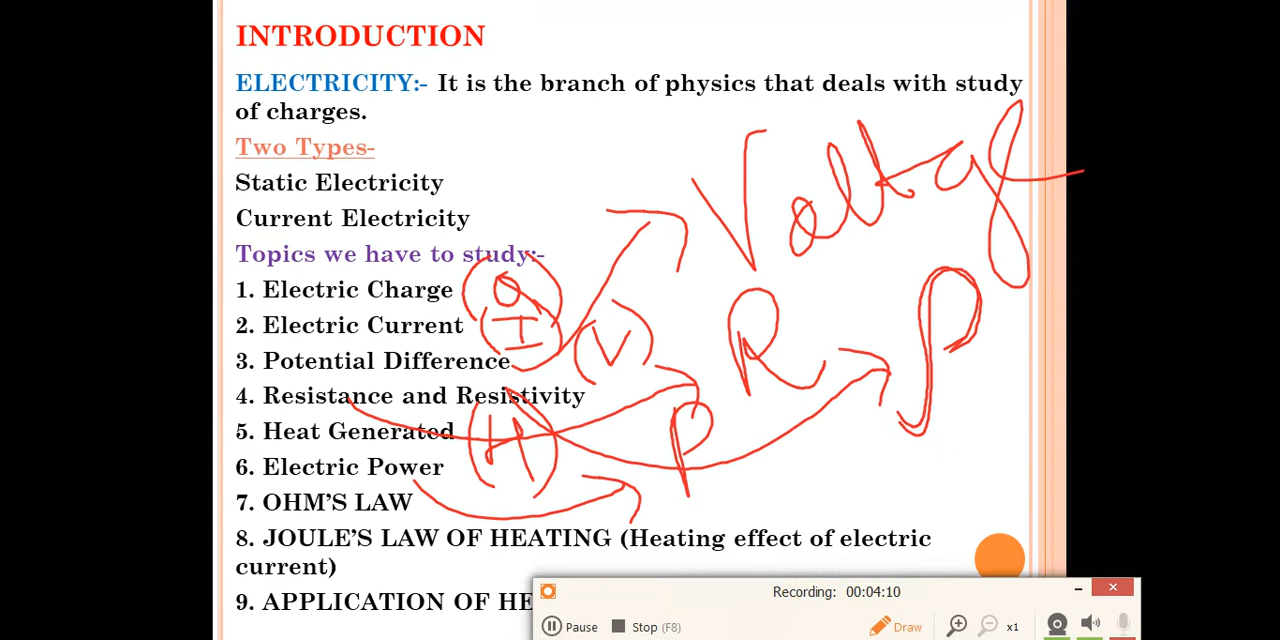 INTRODUCTION
ELECTRICITY:- It is the branch of physics that deals with study
of charges.
Two Types-
Static Electricity
Current Electricity
Voltage
Topics we have to study:-
1. Electric Charge Q
2. Electric Current I
V
R
P
3. Potential Difference
4. Resistance and Resistivity
5. Heat Generated H
P
6. Electric Power
7. OHM'S LAW
8. JOULE'S LAW OF HEATING (Heating effect of electric
current)
9. APPLICATION OF HE
Recording: 00:04:10
Pause Stop (F8) Draw x1